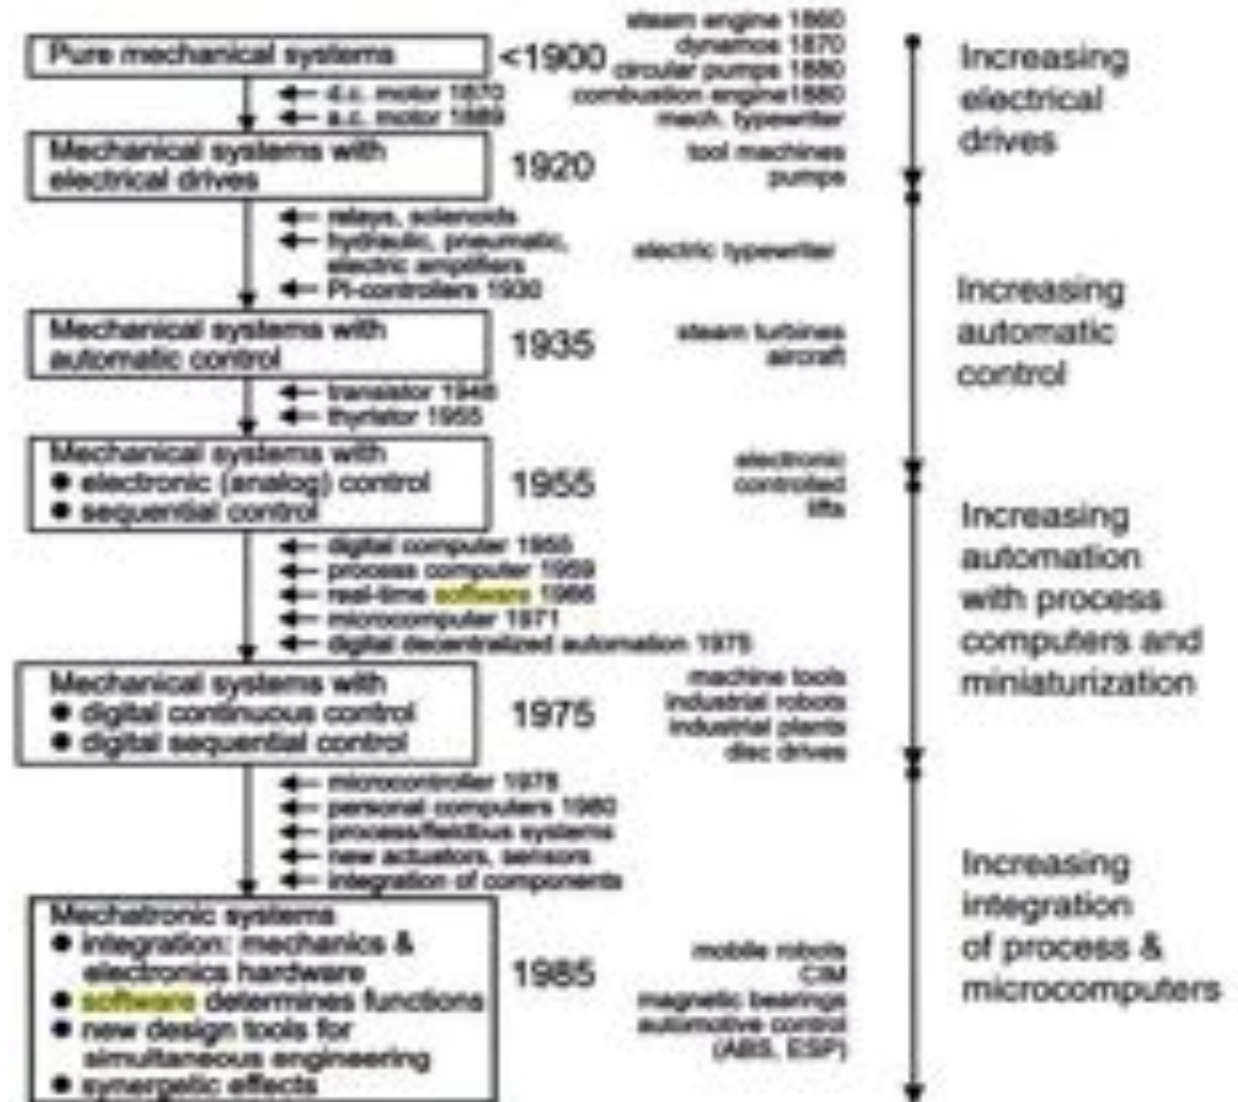 Pure mechanical systems
<1900
steam engine 1860
dynamos 1870
circular pumps 1880
combustion engine1880
mech. typewriter
Increasing
electrical
drives
d.c. motor 1870
a.c. motor 1889
Mechanical systems with
electrical drives
1920
tool machines
pumps
relays, solenoids
hydraulic, pneumatic,
electric amplifiers
PI-controllers 1930
electric typewriter
Increasing
automatic
control
Mechanical systems with
automatic control
1935
steam turbines
aircraft
transistor 1948
thyristor 1955
Mechanical systems with
● electronic (analog) control
● sequential control
1955
electronic
controlled
lifts
Increasing
automation
with process
computers and
miniaturization
digital computer 1955
process computer 1959
real-time software 1966
microcomputer 1971
digital decentralized automation 1975
Mechanical systems with
● digital continuous control
● digital sequential control
1975
machine tools
industrial robots
industrial plants
disc drives
microcontroller 1978
personal computers 1980
process/fieldbus systems
new actuators, sensors
integration of components
Increasing
integration
of process &
microcomputers
Mechatronic systems
● integration: mechanics &
electronics hardware
● software determines functions
● new design tools for
simultaneous engineering
● synergetic effects
1985
mobile robots
CIM
magnetic bearings
automotive control
(ABS, ESP)